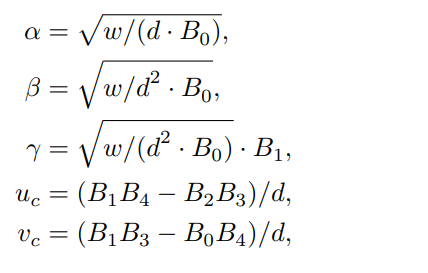 α = √w/(d · B₀),
β = √w/d² · B₀,
γ = √w/(d² · B₀) · B₁,
u_c = (B₁B₄ − B₂B₃)/d,
v_c = (B₁B₃ − B₀B₄)/d,